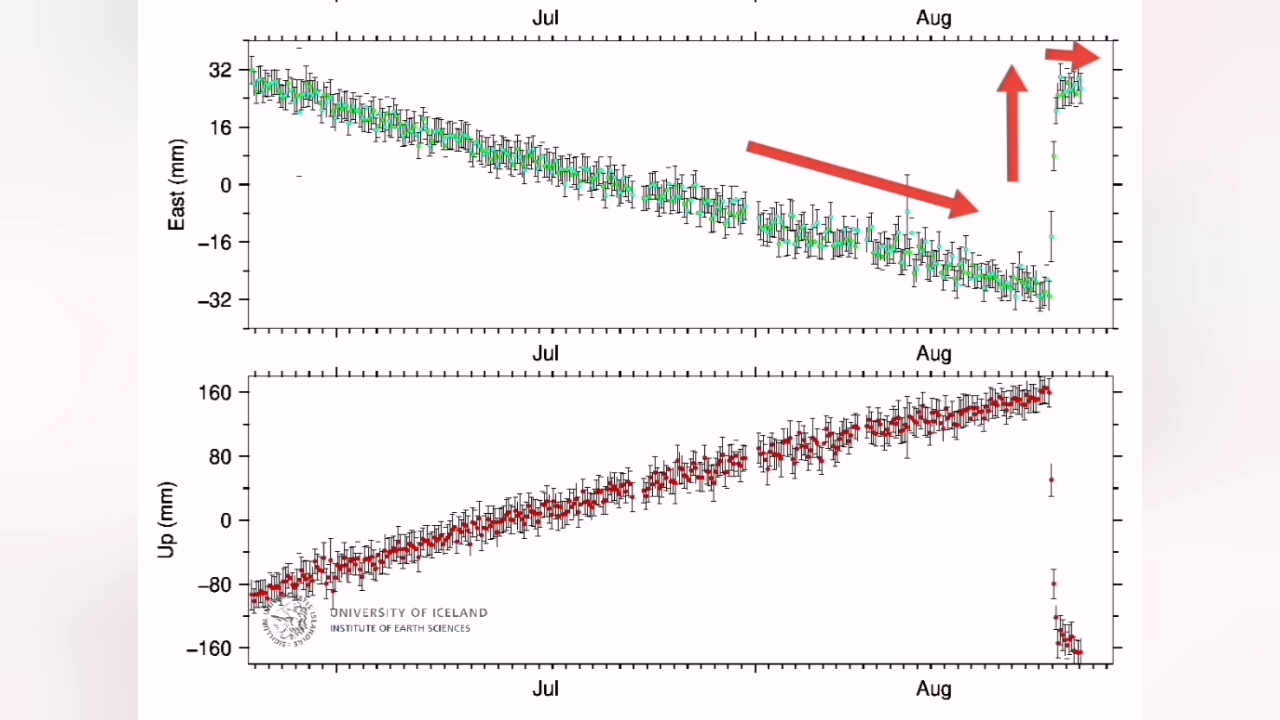 Jul Aug
32
16
0
−16
−32
East (mm)
Jul Aug
160
80
0
−80
−160
Up (mm)
UNIVERSITY OF ICELAND
INSTITUTE OF EARTH SCIENCES
Jul Aug